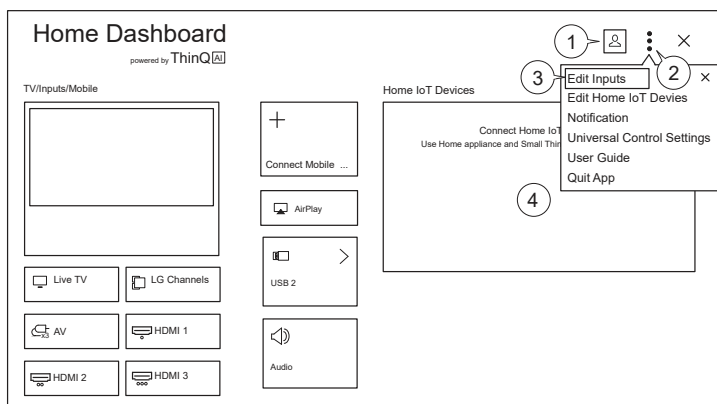 Home Dashboard
powered by ThinQ AI
1
2
3
Edit Inputs
Edit Home IoT Devies
Notification
Universal Control Settings
User Guide
Quit App
TV/Inputs/Mobile
Home IoT Devices
Connect Mobile ...
Connect Home IoT
Use Home appliance and Small Thin
4
AirPlay
USB 2
Live TV
LG Channels
x3 AV
HDMI 1
Audio
HDMI 2
HDMI 3